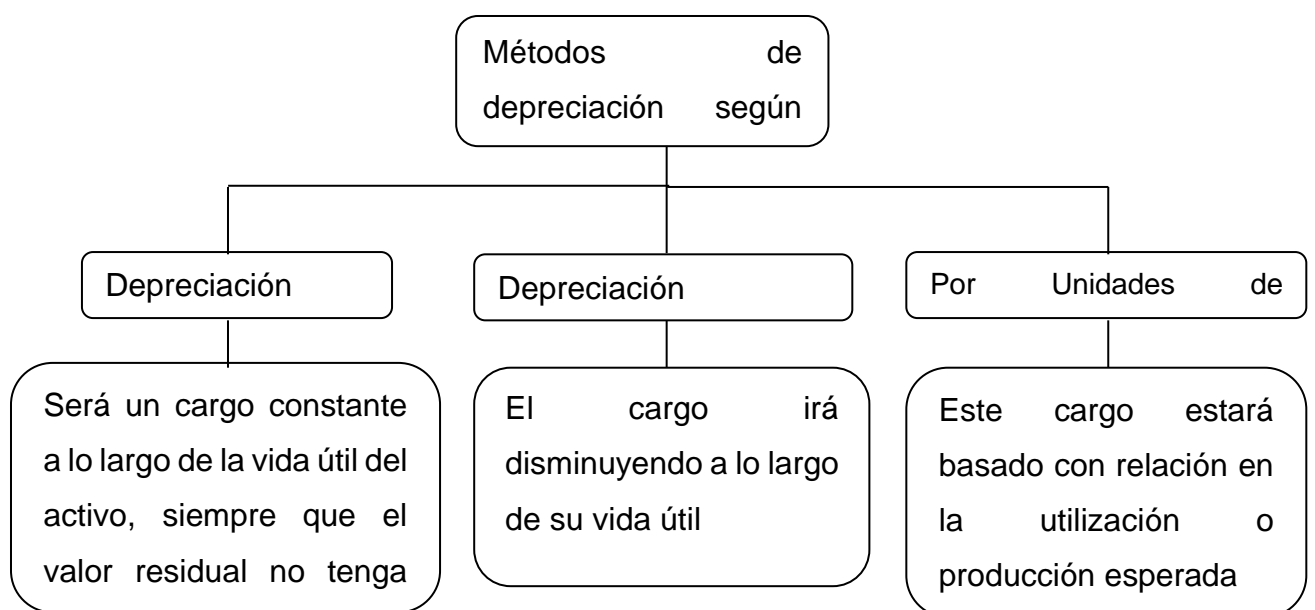 Métodos de
depreciación según
Depreciación
Depreciación
Por Unidades de
Será un cargo constante
a lo largo de la vida útil del
activo, siempre que el
valor residual no tenga
El cargo irá
disminuyendo a lo largo
de su vida útil
Este cargo estará
basado con relación en
la utilización o
producción esperada